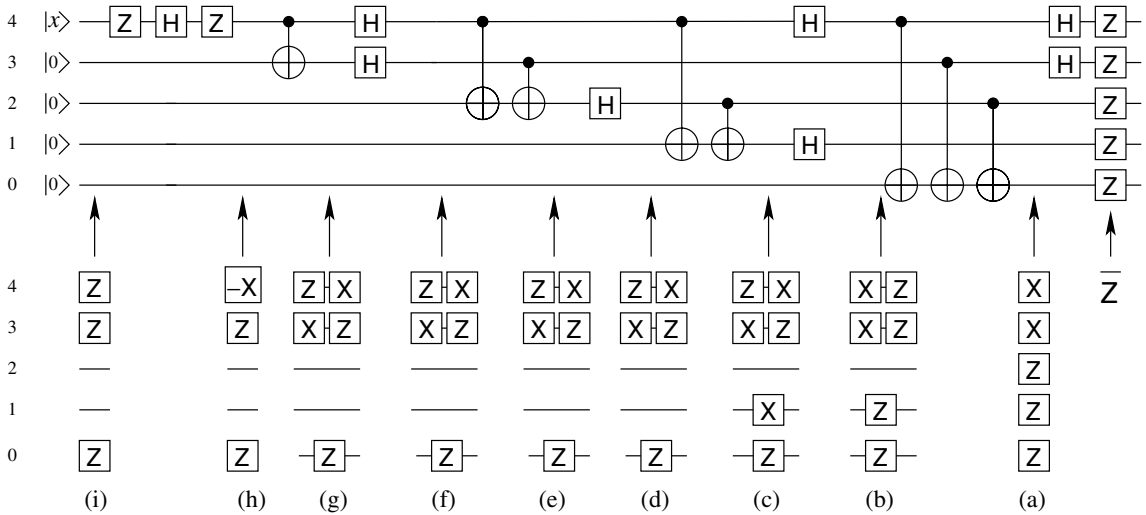 4 |x⟩ Z H Z H H H Z
3 |0⟩ H H Z
2 |0⟩ H Z
1 |0⟩ H Z
0 |0⟩ Z
4 Z –X Z X Z X Z X Z X Z X X Z X Z̅
3 Z Z X Z X Z X Z X Z X Z X Z X
2 Z
1 X Z Z
0 Z Z Z Z Z Z Z Z Z
(i) (h) (g) (f) (e) (d) (c) (b) (a)